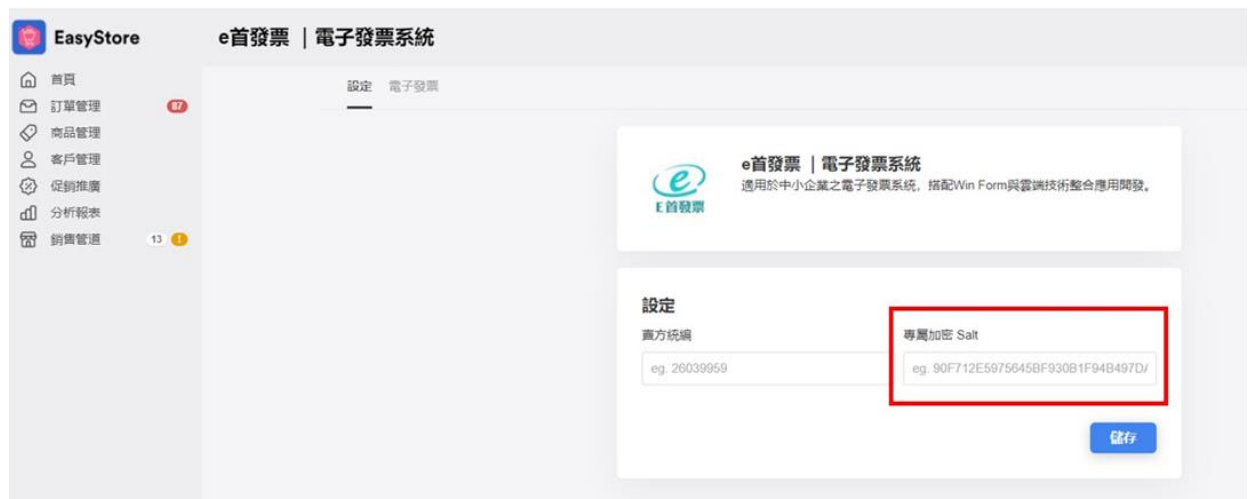 EasyStore
e首發票 | 電子發票系統
首頁
訂單管理 87
商品管理
客戶管理
促銷推廣
分析報表
銷售管道 13 !
設定 電子發票
e
E首發票
e首發票 | 電子發票系統
適用於中小企業之電子發票系統, 搭配Win Form與雲端技術整合應用開發。
設定
賣方統編
eg. 26039959
專屬加密 Salt
eg. 90F712E5975645BF930B1F94B497D
儲存